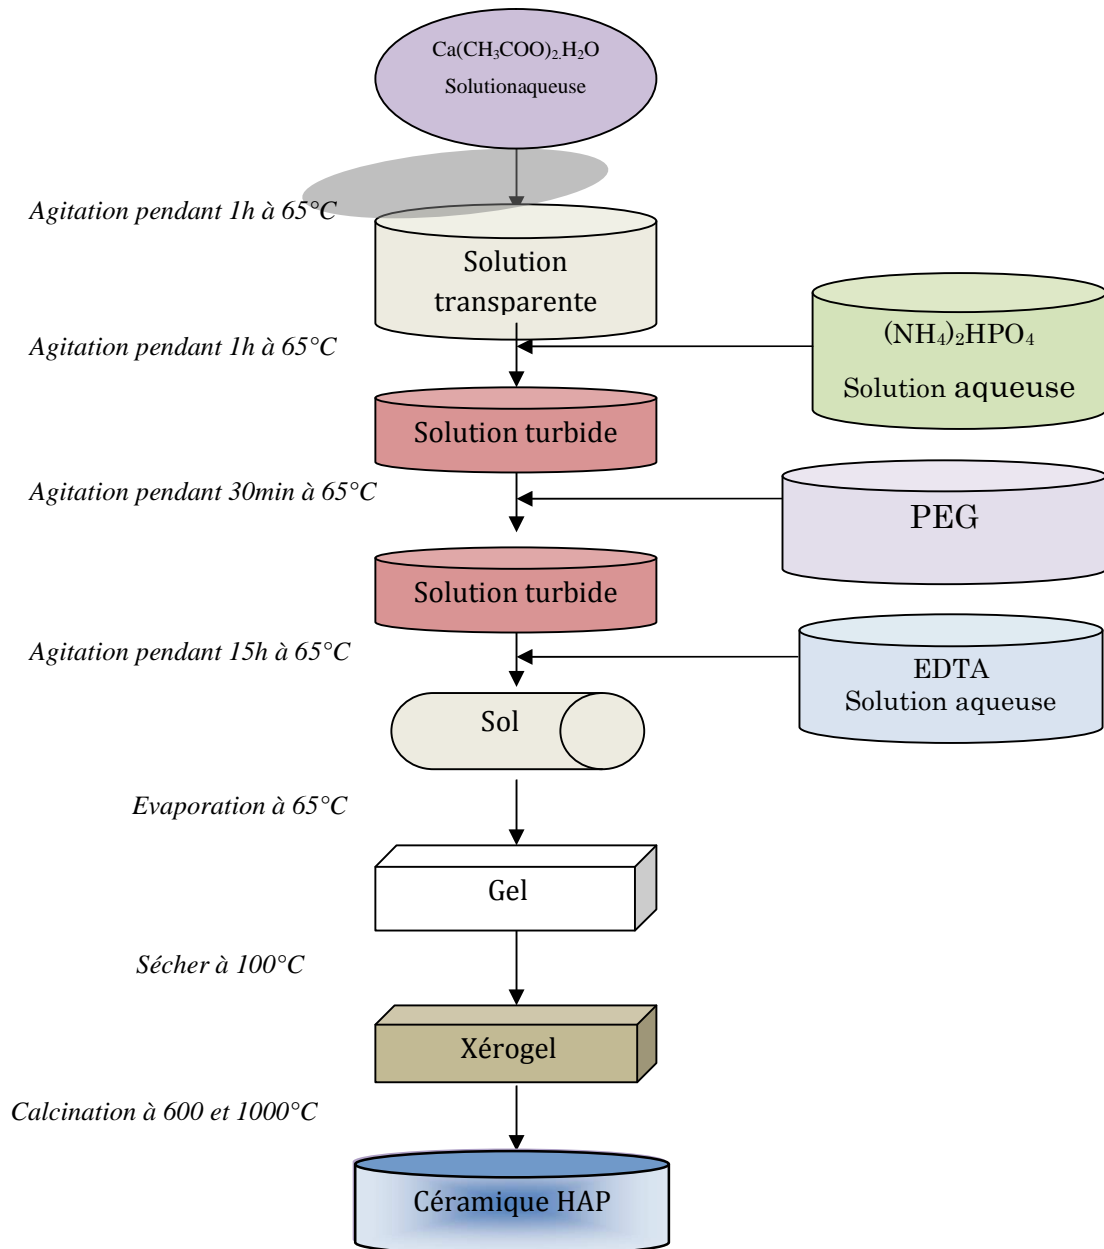 Ca(CH₃COO)₂.H₂O
Solutionaqueuse
Agitation pendant 1h à 65°C
Solution
transparente
(NH₄)₂HPO₄
Solution aqueuse
Agitation pendant 1h à 65°C
Solution turbide
Agitation pendant 30min à 65°C
PEG
Solution turbide
Agitation pendant 15h à 65°C
EDTA
Solution aqueuse
Sol
Evaporation à 65°C
Gel
Sécher à 100°C
Xérogel
Calcination à 600 et 1000°C
Céramique HAP